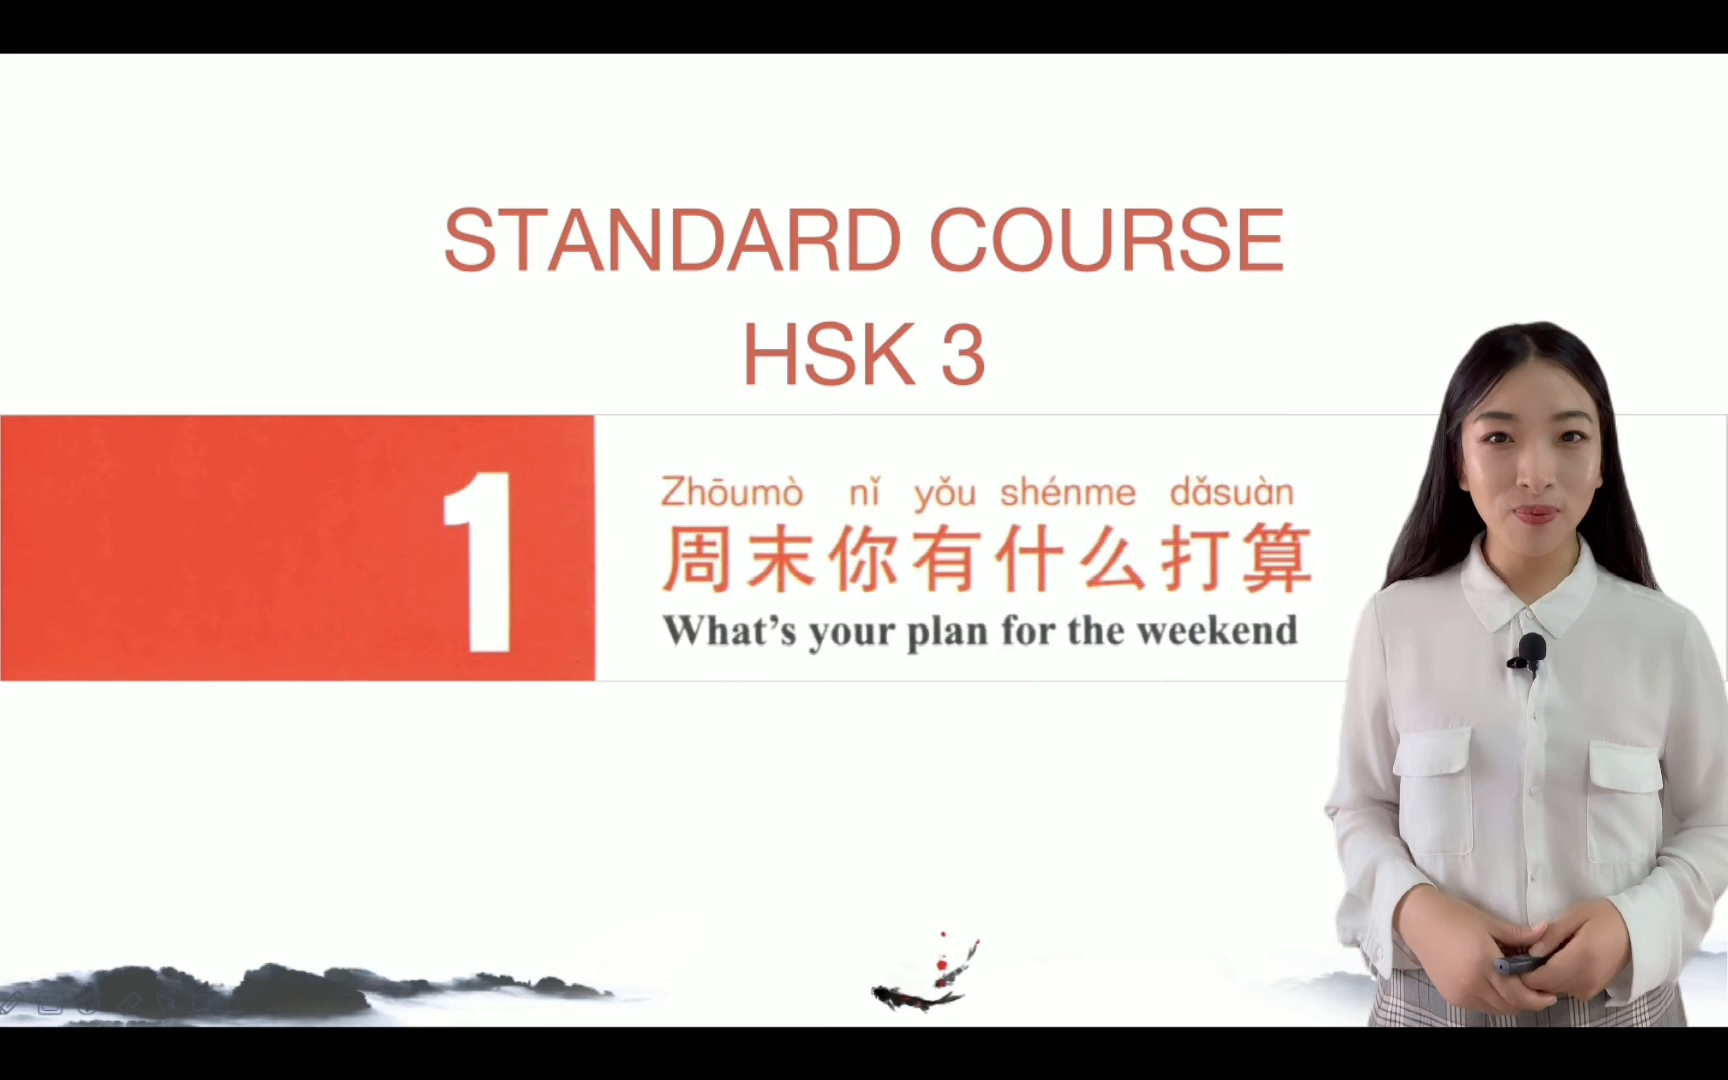 STANDARD COURSE
HSK 3
1
Zhōumò nǐ yǒu shénme dǎsuàn
周末你有什么打算
What's your plan for the weekend